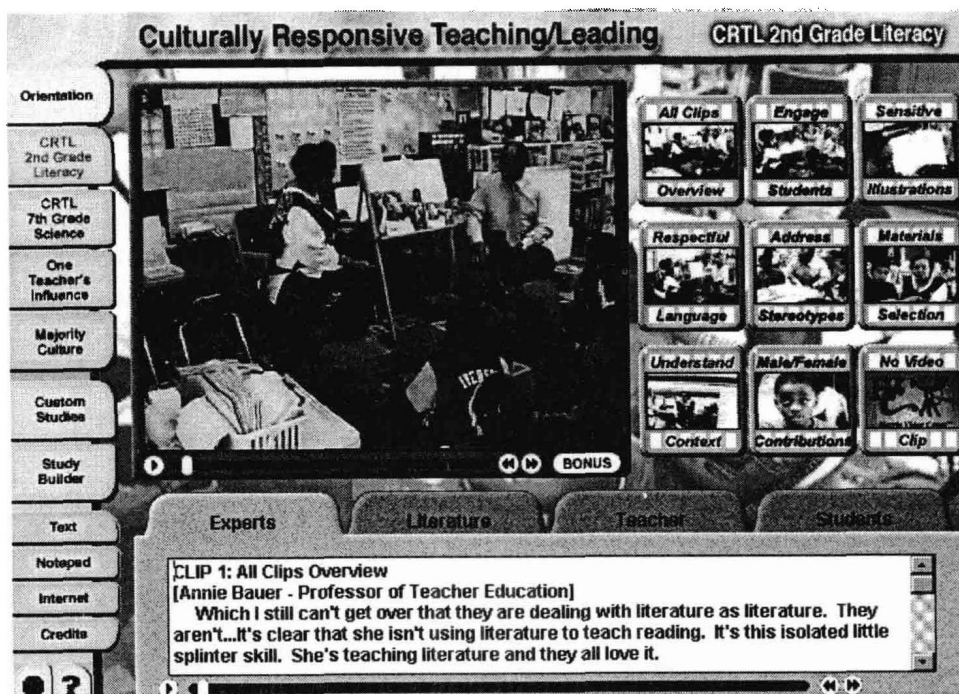 Culturally Responsive Teaching/Leading
CRTL 2nd Grade Literacy
Orientation
CRTL
2nd Grade
Literacy
CRTL
7th Grade
Science
One
Teacher's
Influence
Majority
Culture
Custom
Studies
Study
Builder
Text
Notepad
Internet
Credits
?
All Clips
Overview
Engage
Students
Sensitive
Illustrations
Respectful
Language
Address
Stereotypes
Materials
Selection
Understand
Context
Male/Female
Contributions
No Video
Clip
BONUS
Experts
Literature
Teacher
Students
CLIP 1: All Clips Overview
[Annie Bauer - Professor of Teacher Education]
Which I still can't get over that they are dealing with literature as literature. They
aren't...It's clear that she isn't using literature to teach reading. It's this isolated little
splinter skill. She's teaching literature and they all love it.